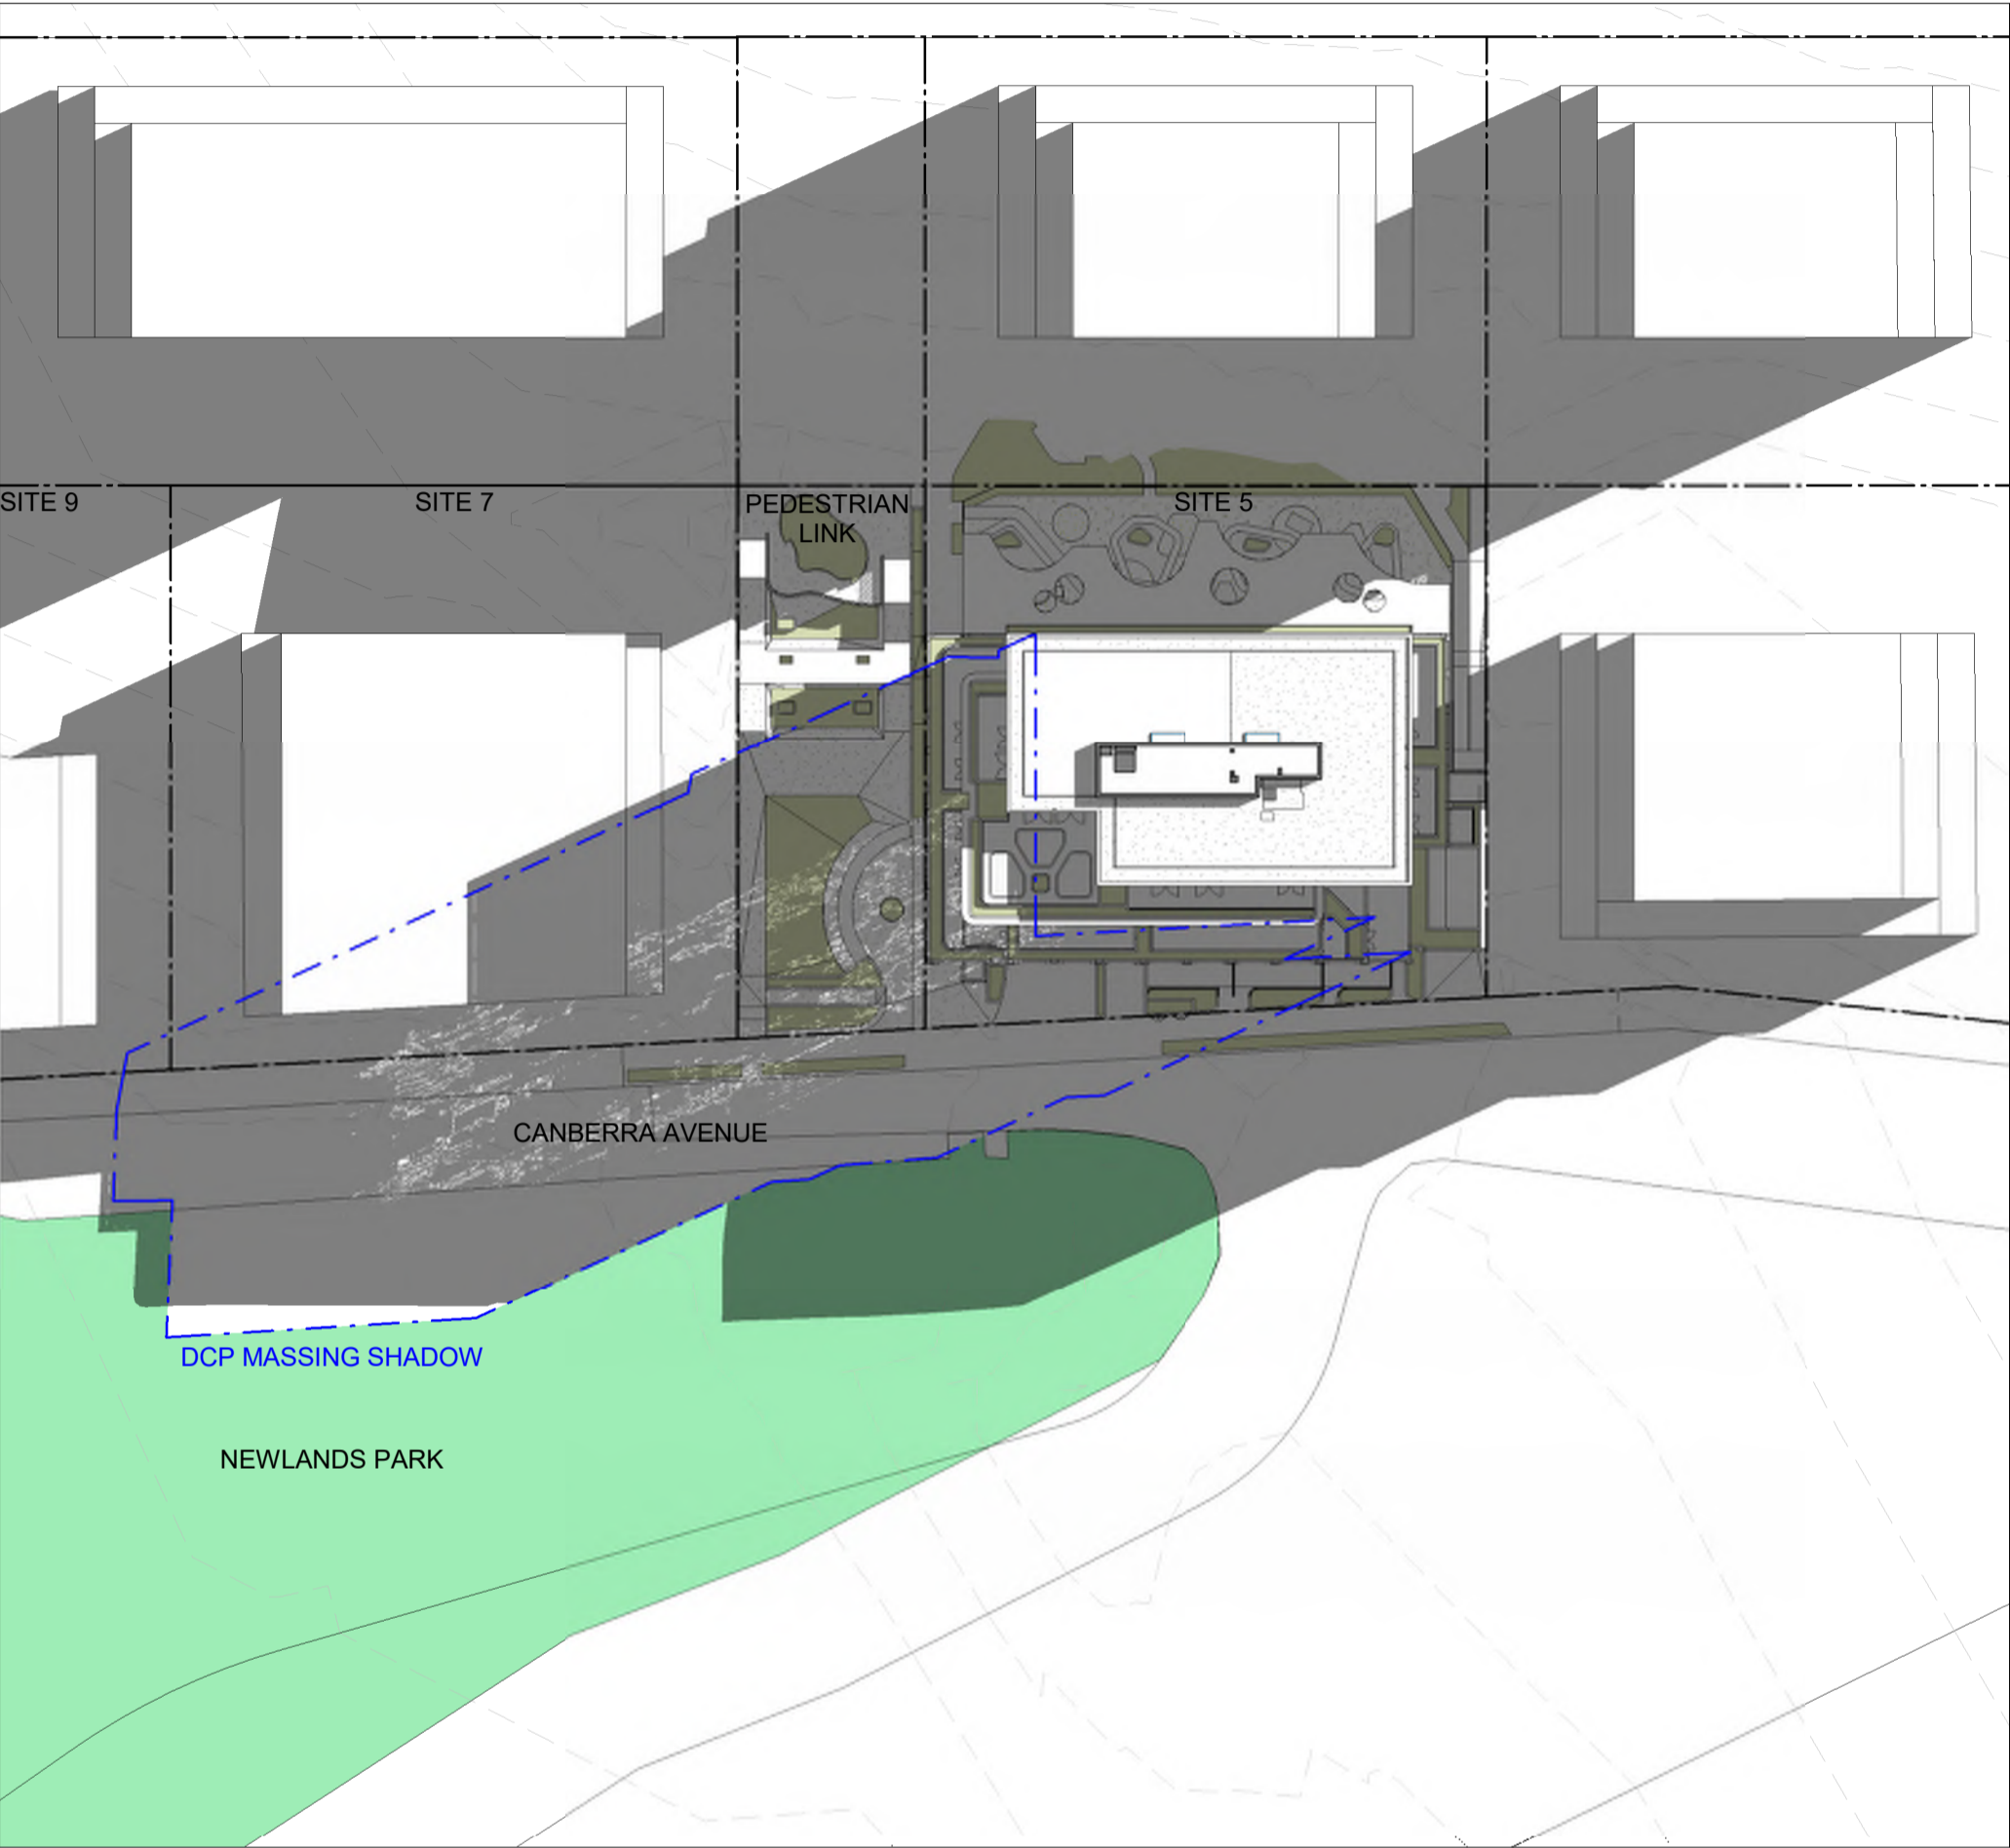 SITE 9
SITE 7
PEDESTRIAN
LINK
SITE 5
CANBERRA AVENUE
DCP MASSING SHADOW
NEWLANDS PARK